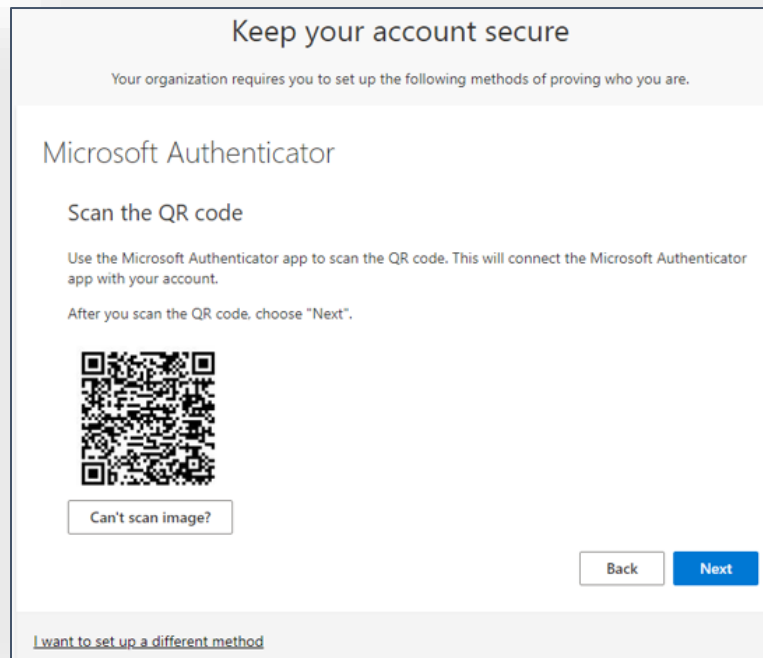 Keep your account secure
Your organization requires you to set up the following methods of proving who you are.
Microsoft Authenticator
Scan the QR code
Use the Microsoft Authenticator app to scan the QR code. This will connect the Microsoft Authenticator
app with your account.
After you scan the QR code, choose "Next".
Can't scan image?
Back Next
I want to set up a different method